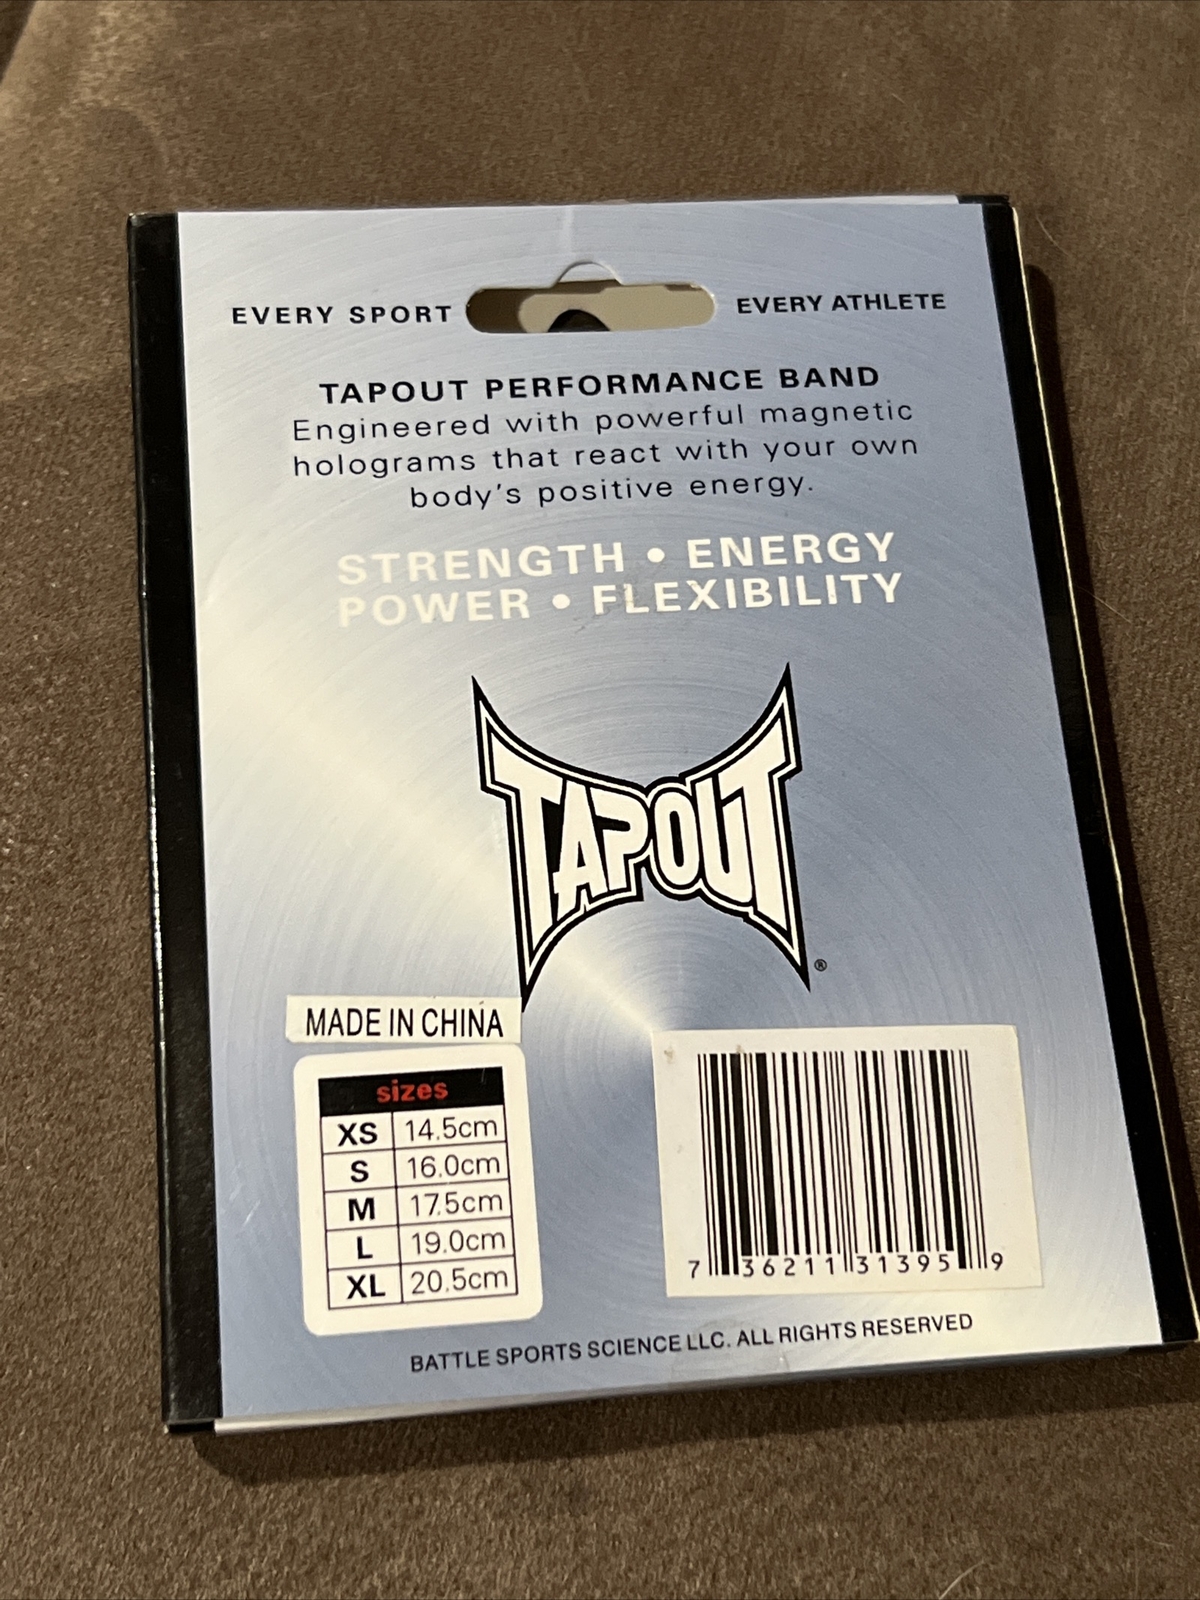 EVERY SPORT EVERY ATHLETE
TAPOUT PERFORMANCE BAND
Engineered with powerful magnetic
holograms that react with your own
body's positive energy.
STRENGTH • ENERGY
POWER • FLEXIBILITY
TAPOUT®
MADE IN CHINA
sizes
XS 14.5cm
S 16.0cm
M 17.5cm
L 19.0cm
XL 20.5cm
7 36211 31395 9
BATTLE SPORTS SCIENCE LLC. ALL RIGHTS RESERVED